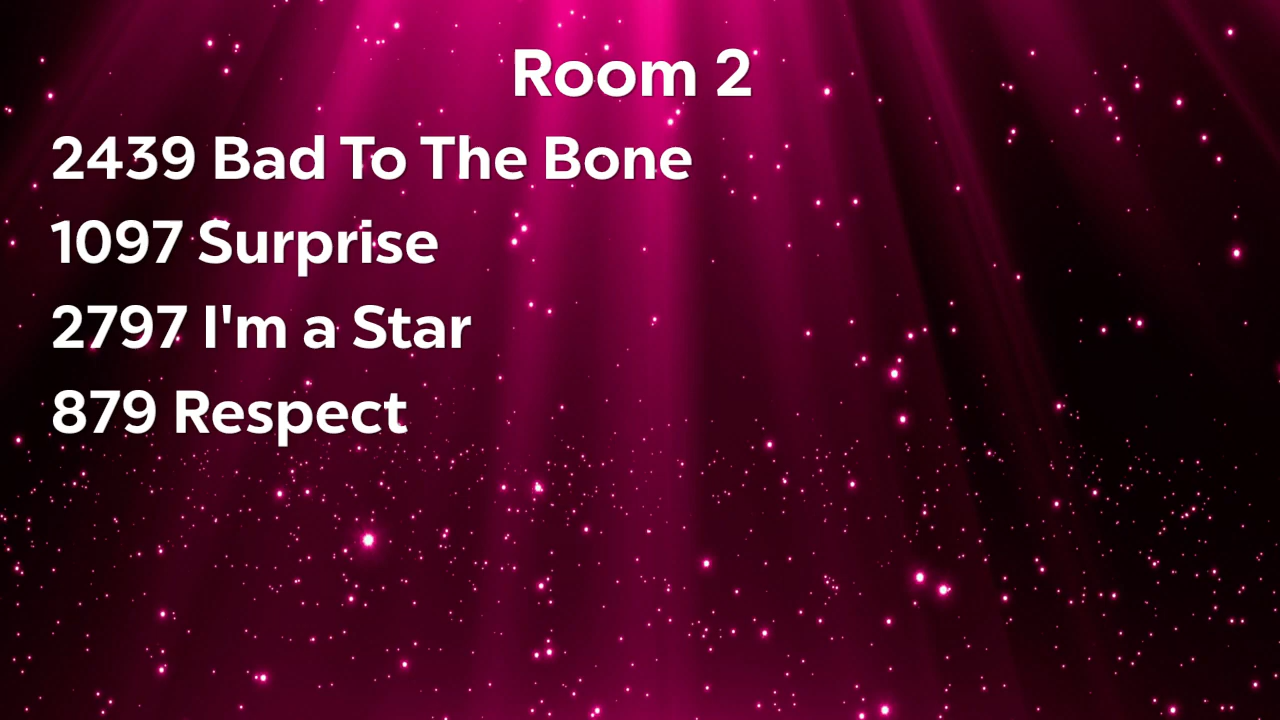 Room 2
2439 Bad To The Bone
1097 Surprise
2797 I'm a Star
879 Respect